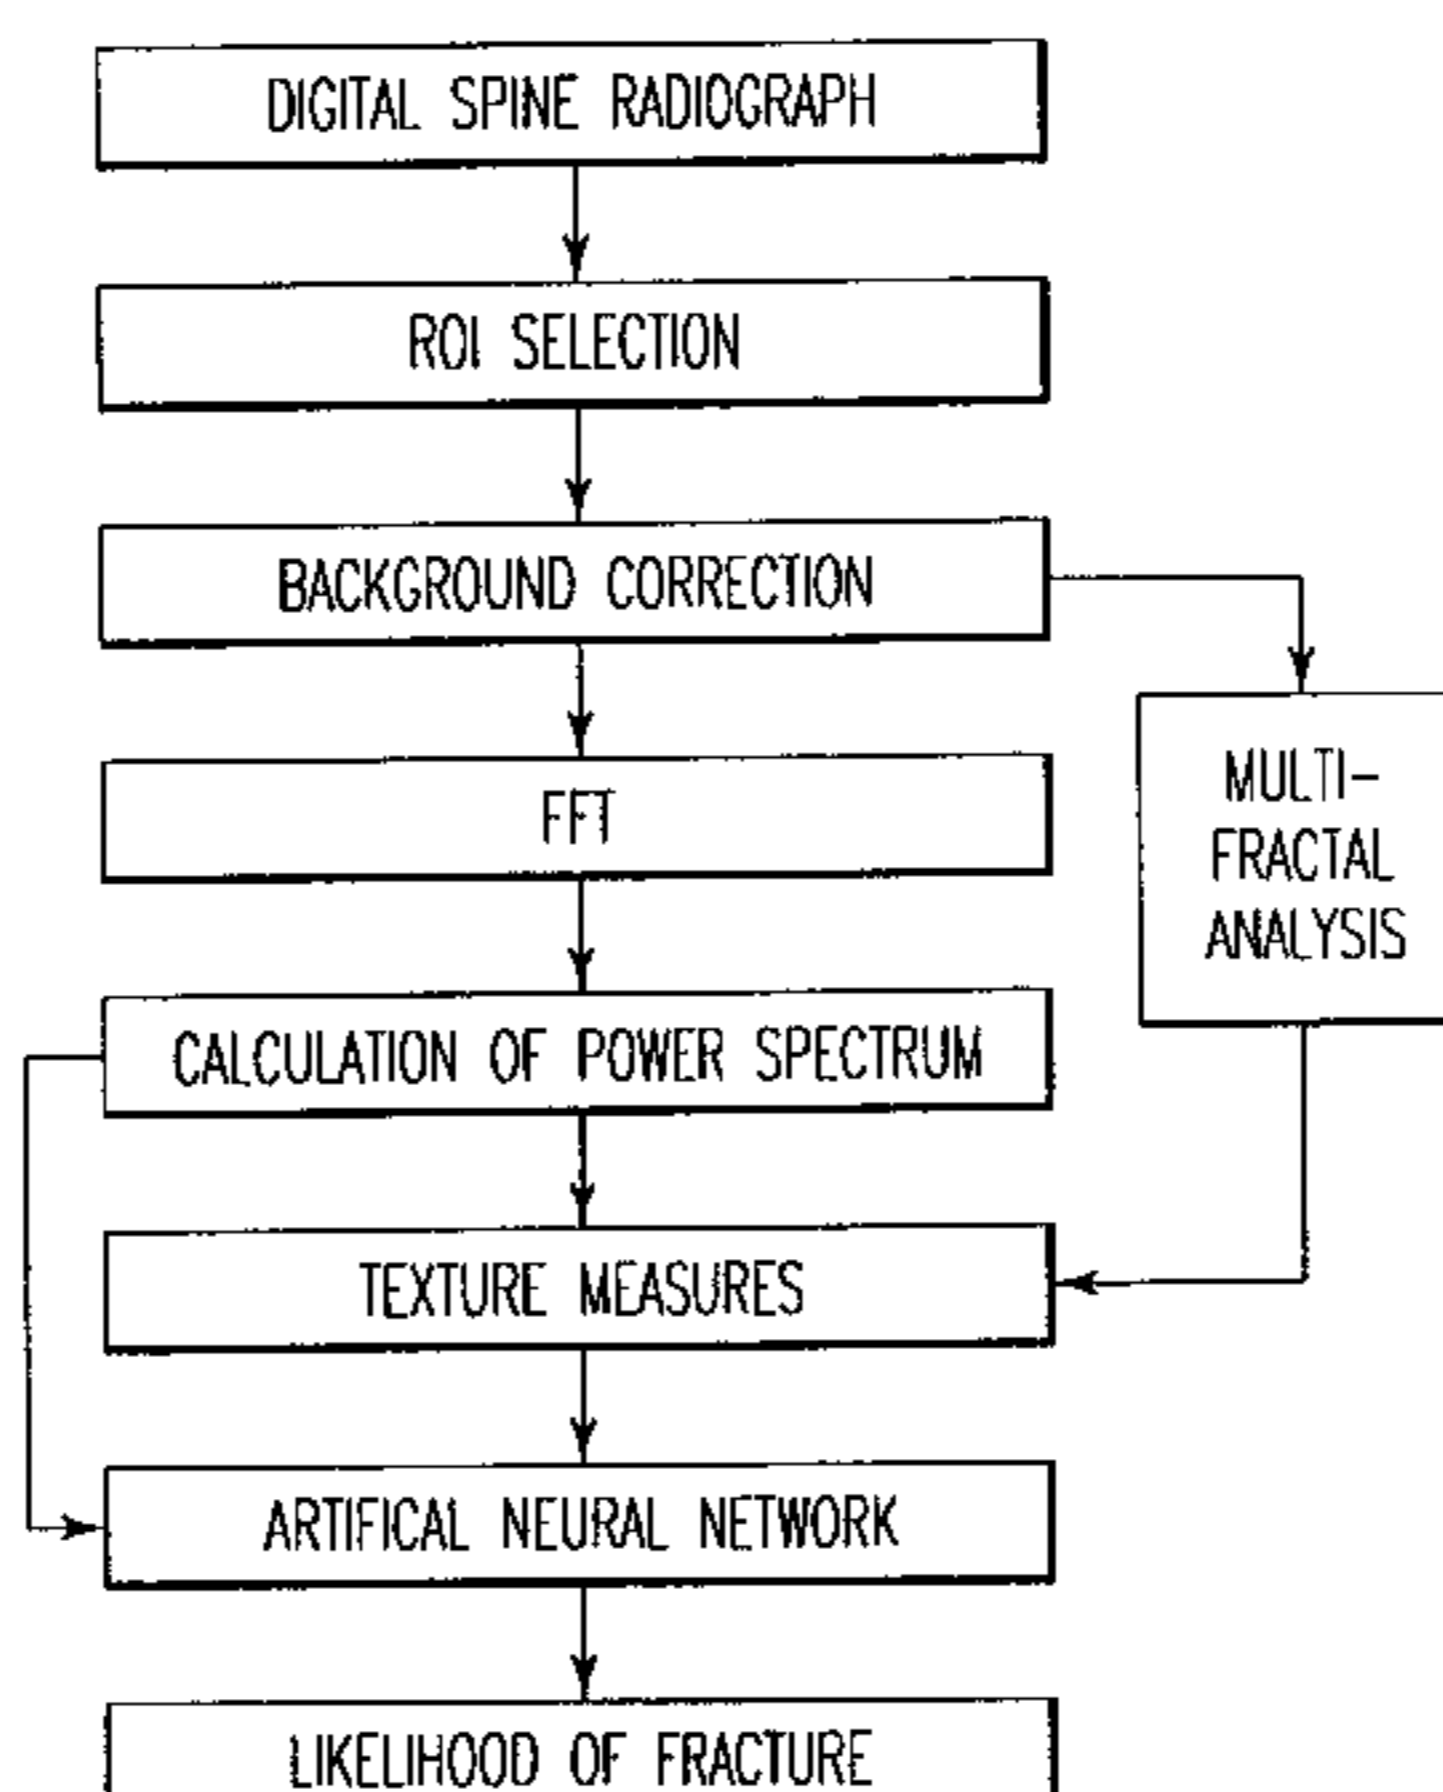 DIGITAL SPINE RADIOGRAPH
ROI SELECTION
BACKGROUND CORRECTION
FFT
MULTI-
FRACTAL
ANALYSIS
CALCULATION OF POWER SPECTRUM
TEXTURE MEASURES
ARTIFICAL NEURAL NETWORK
LIKELIHOOD OF FRACTURE